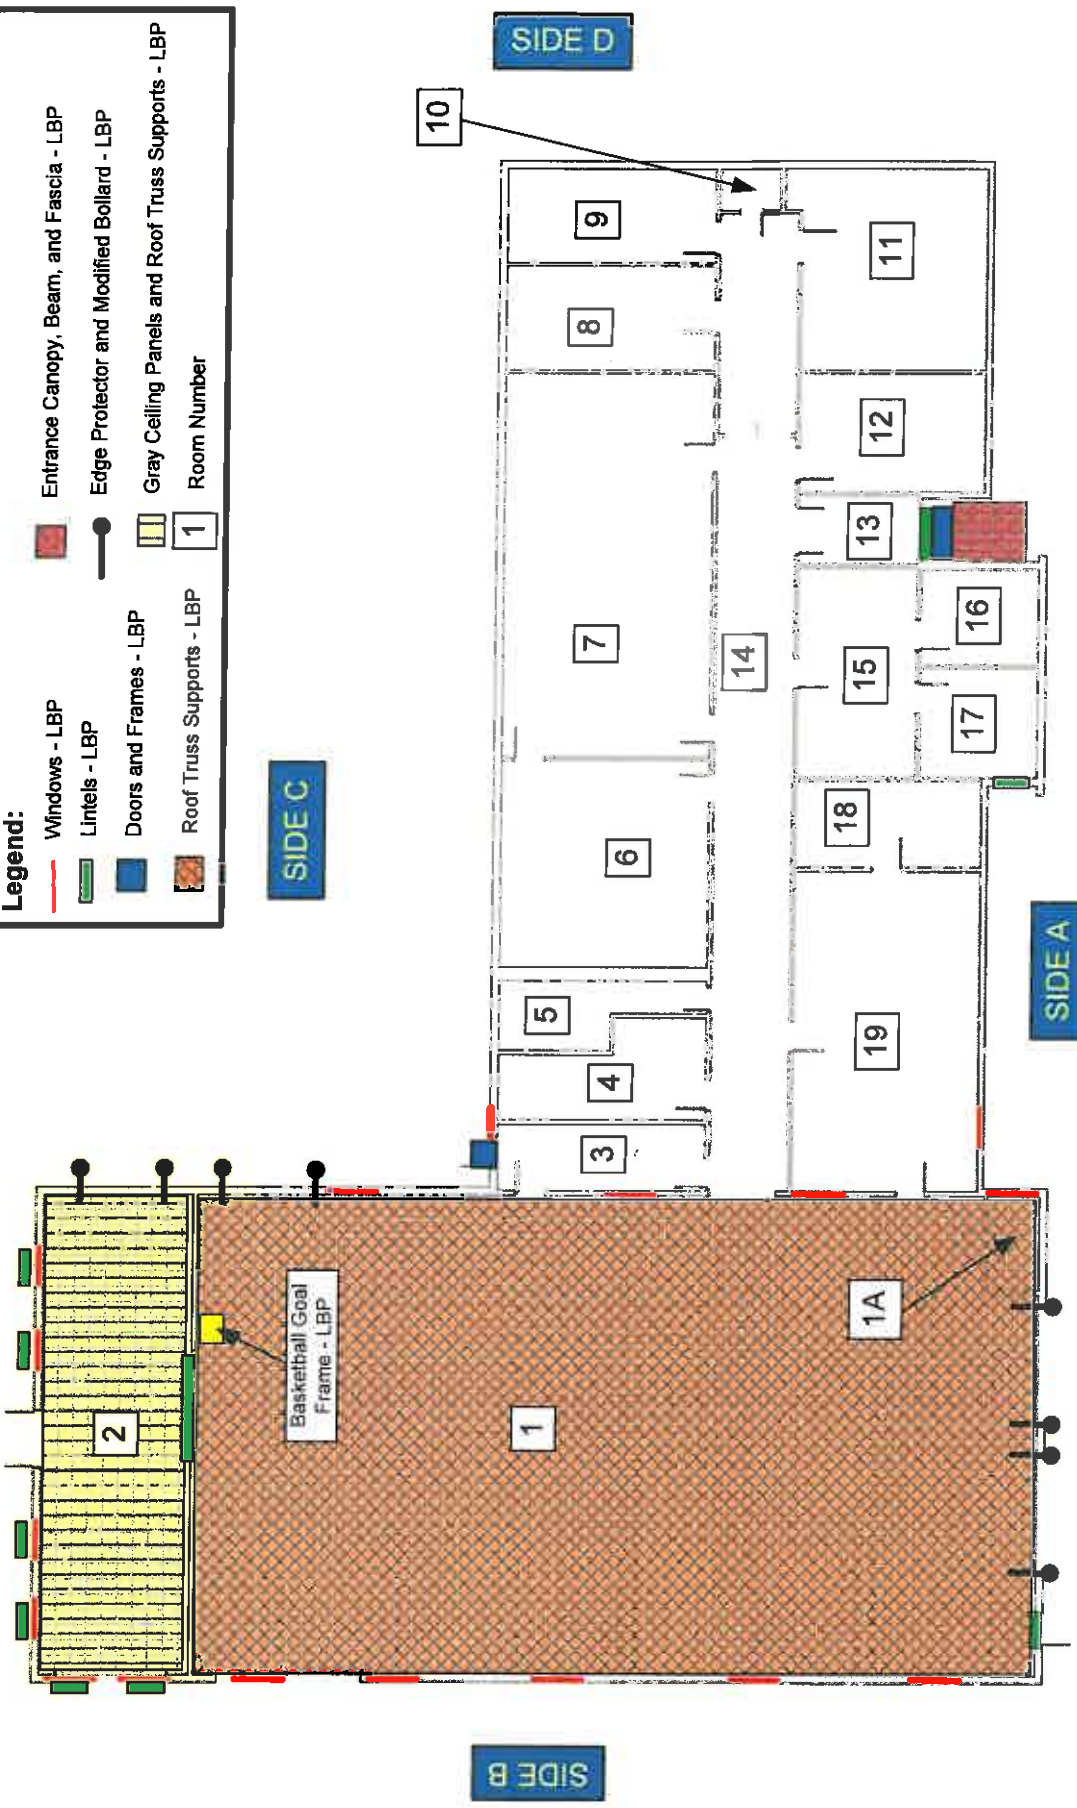 Legend:
Windows - LBP
Lintels - LBP
Doors and Frames - LBP
Roof Truss Supports - LBP
Entrance Canopy, Beam, and Fascia - LBP
Edge Protector and Modified Bollard - LBP
Gray Ceiling Panels and Roof Truss Supports - LBP
1
Room Number
SIDE D
SIDE C
SIDE A
SIDE B
10
9
8
11
12
13
7
14
15
16
17
18
6
5
4
3
19
2
Basketball Goal
Frame - LBP
1
1A